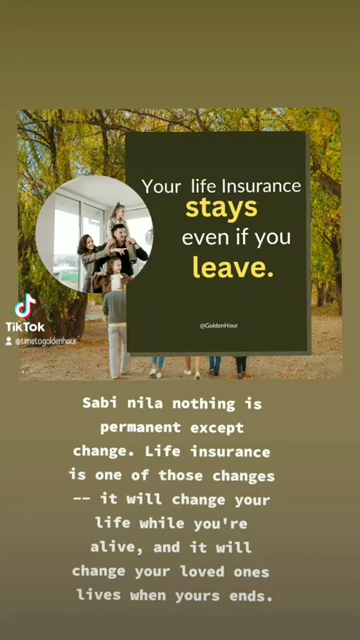 Your life Insurance
stays
even if you
leave.
@GoldenHour
TikTok
@timetogoldenhour
Sabi nila nothing is
permanent except
change. Life insurance
is one of those changes
-- it will change your
life while you're
alive, and it will
change your loved ones
lives when yours ends.